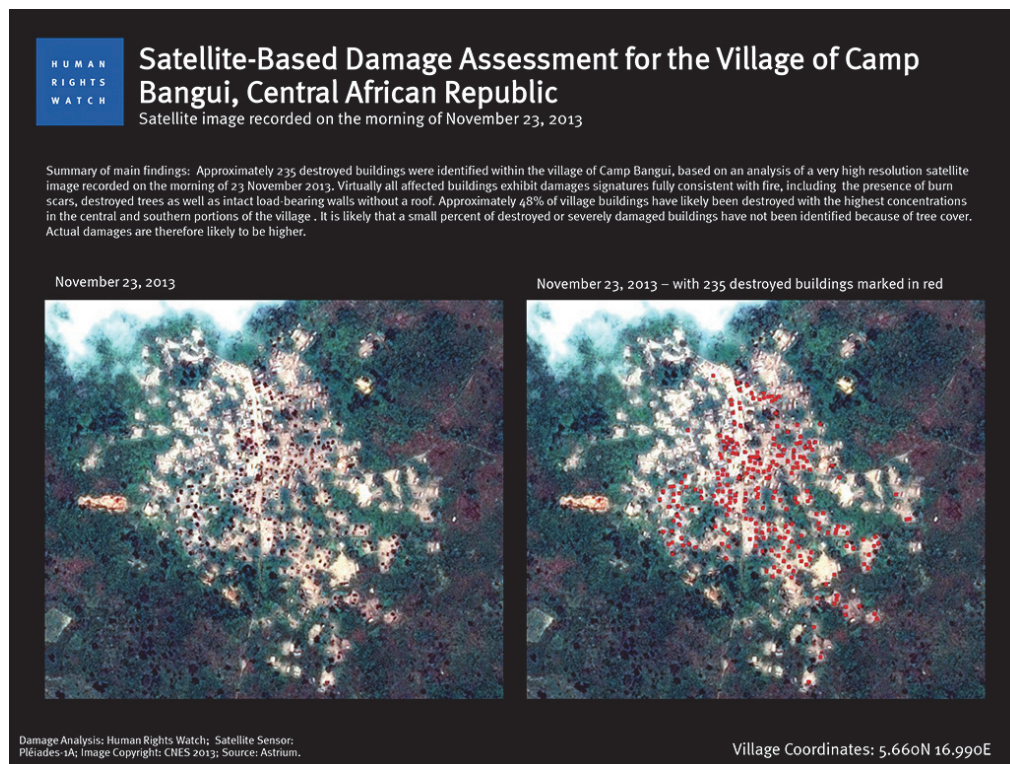 HUMAN
RIGHTS
WATCH
Satellite-Based Damage Assessment for the Village of Camp
Bangui, Central African Republic
Satellite image recorded on the morning of November 23, 2013
Summary of main findings: Approximately 235 destroyed buildings were identified within the village of Camp Bangui, based on an analysis of a very high resolution satellite
image recorded on the morning of 23 November 2013. Virtually all affected buildings exhibit damages signatures fully consistent with fire, including the presence of burn
scars, destroyed trees as well as intact load-bearing walls without a roof. Approximately 48% of village buildings have likely been destroyed with the highest concentrations
in the central and southern portions of the village . It is likely that a small percent of destroyed or severely damaged buildings have not been identified because of tree cover.
Actual damages are therefore likely to be higher.
November 23, 2013
November 23, 2013 – with 235 destroyed buildings marked in red
Damage Analysis: Human Rights Watch; Satellite Sensor:
Pléiades-1A; Image Copyright: CNES 2013; Source: Astrium.
Village Coordinates: 5.660N 16.990E